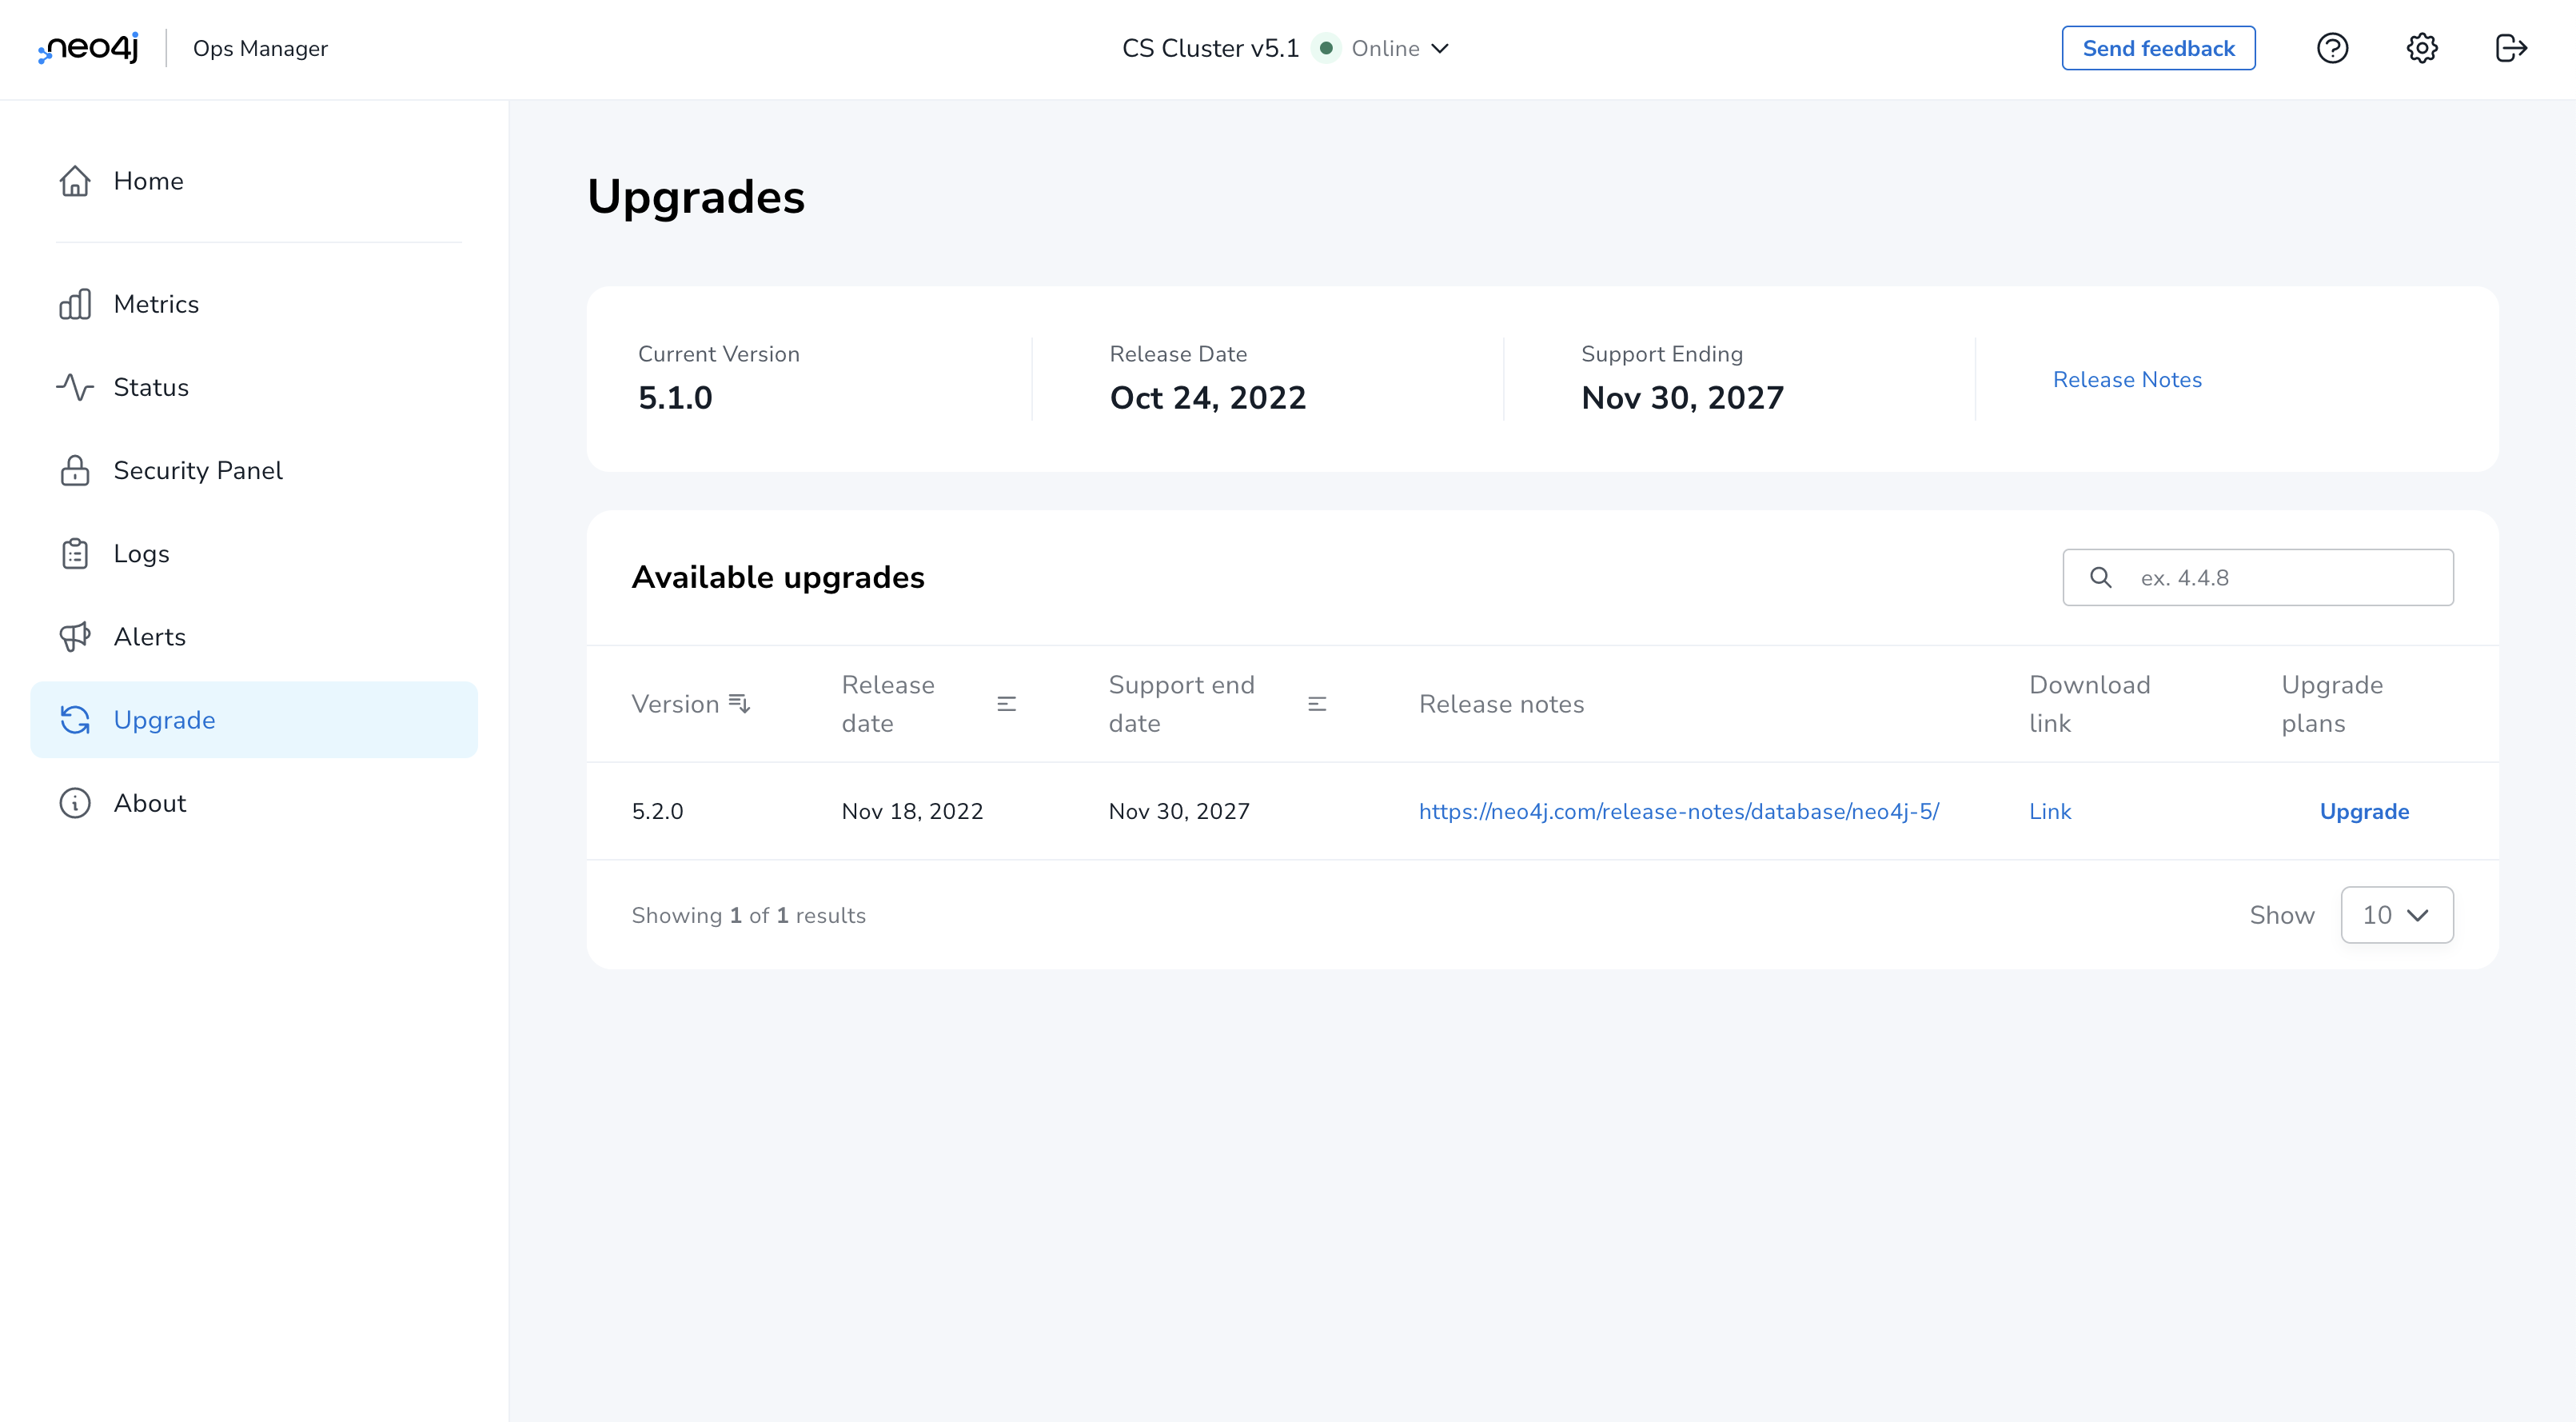 neo4j Ops Manager CS Cluster v5.1 Online Send feedback
Home
Metrics
Status
Security Panel
Logs
Alerts
Upgrade
About
Upgrades
Current Version Release Date Support Ending
5.1.0 Oct 24, 2022 Nov 30, 2027 Release Notes
Available upgrades ex. 4.4.8
Version Release date Support end date Release notes Download link Upgrade plans
5.2.0 Nov 18, 2022 Nov 30, 2027 https://neo4j.com/release-notes/database/neo4j-5/ Link Upgrade
Showing 1 of 1 results Show 10